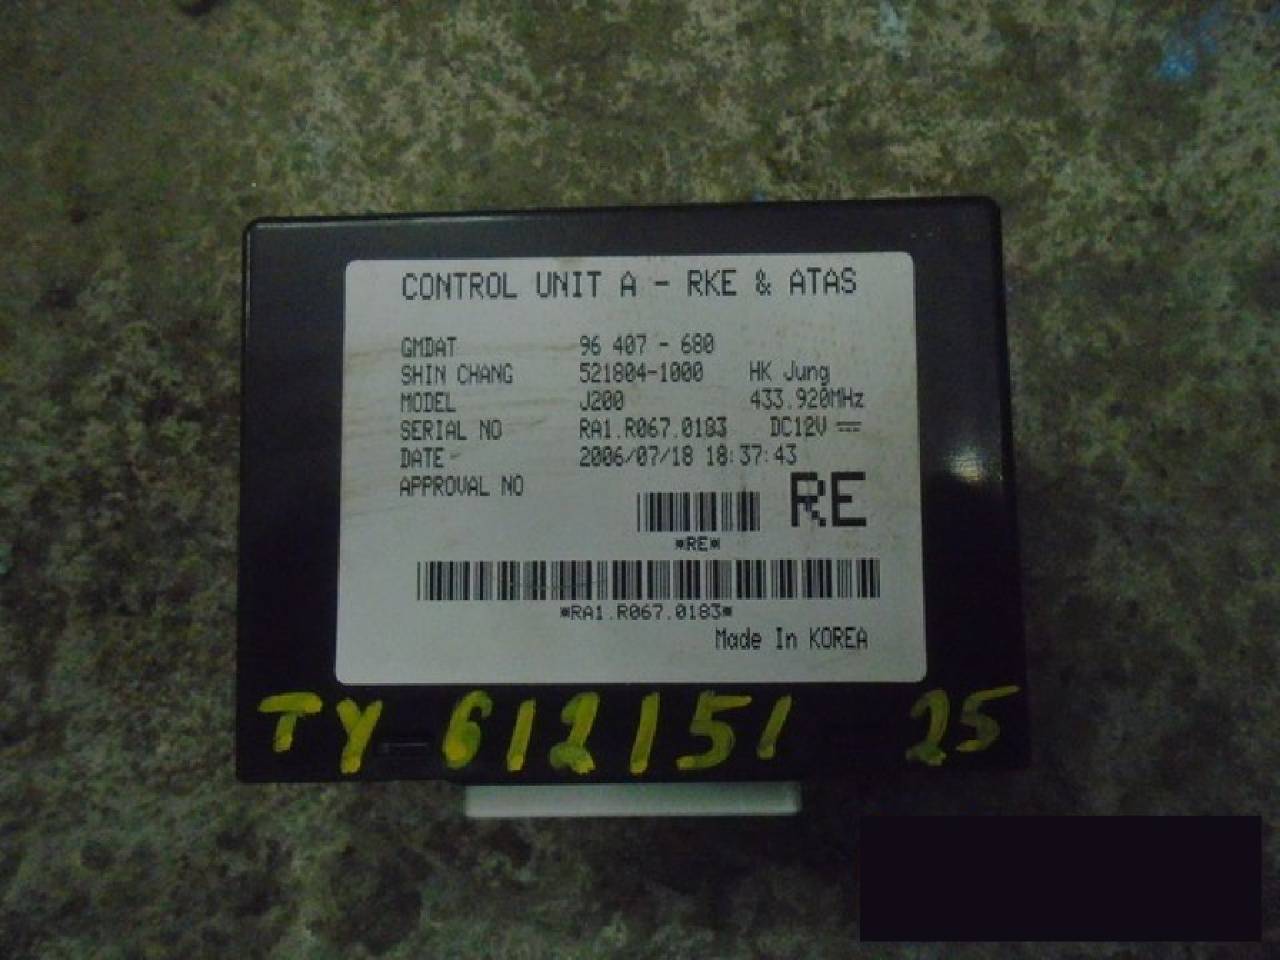 CONTROL UNIT A - RKE & ATAS
GMDAT 96 407 - 680
SHIN CHANG 521804-1000 HK Jung
MODEL J200 433.920MHz
SERIAL NO RA1.R067.0183 DC12V
DATE 2006/07/18 18:37:43
APPROVAL NO
RE
*RE*
*RA1.R067.0183*
Made In KOREA
TY 612151 25